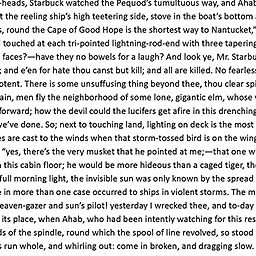 -heads, Starbuck watched the Pequod's tumultuous way, and Ahab
t the reeling ship's high teetering side, stove in the boat's bottom a
s, round the Cape of Good Hope is the shortest way to Nantucket,"
touched at each tri-pointed lightning-rod-end with three tapering
faces?—have they no bowels for a laugh? And look ye, Mr. Starbu
; and e'en for hate thou canst but kill; and all are killed. No fearless
otent. There is some unsuffusing thing beyond thee, thou clear spi
ain, men fly the neighborhood of some lone, gigantic elm, whose v
forward; how the devil could the lucifers get afire in this drenching
ve've done. So; next to touching land, lighting on deck is the most
es are cast to the winds when that storm-tossed bird is on the wing
"yes, there's the very musket that he pointed at me;—that one w
n this cabin floor; he would be more hideous than a caged tiger, the
full morning light, the invisible sun was only known by the spread
e in more than one case occurred to ships in violent storms. The m
eaven-gazer and sun's pilot! yesterday I wrecked thee, and to-day
its place, when Ahab, who had been intently watching for this res
ds of the spindle, round which the spool of line revolved, so stood
s run whole, and whirling out: come in broken, and dragging slow.